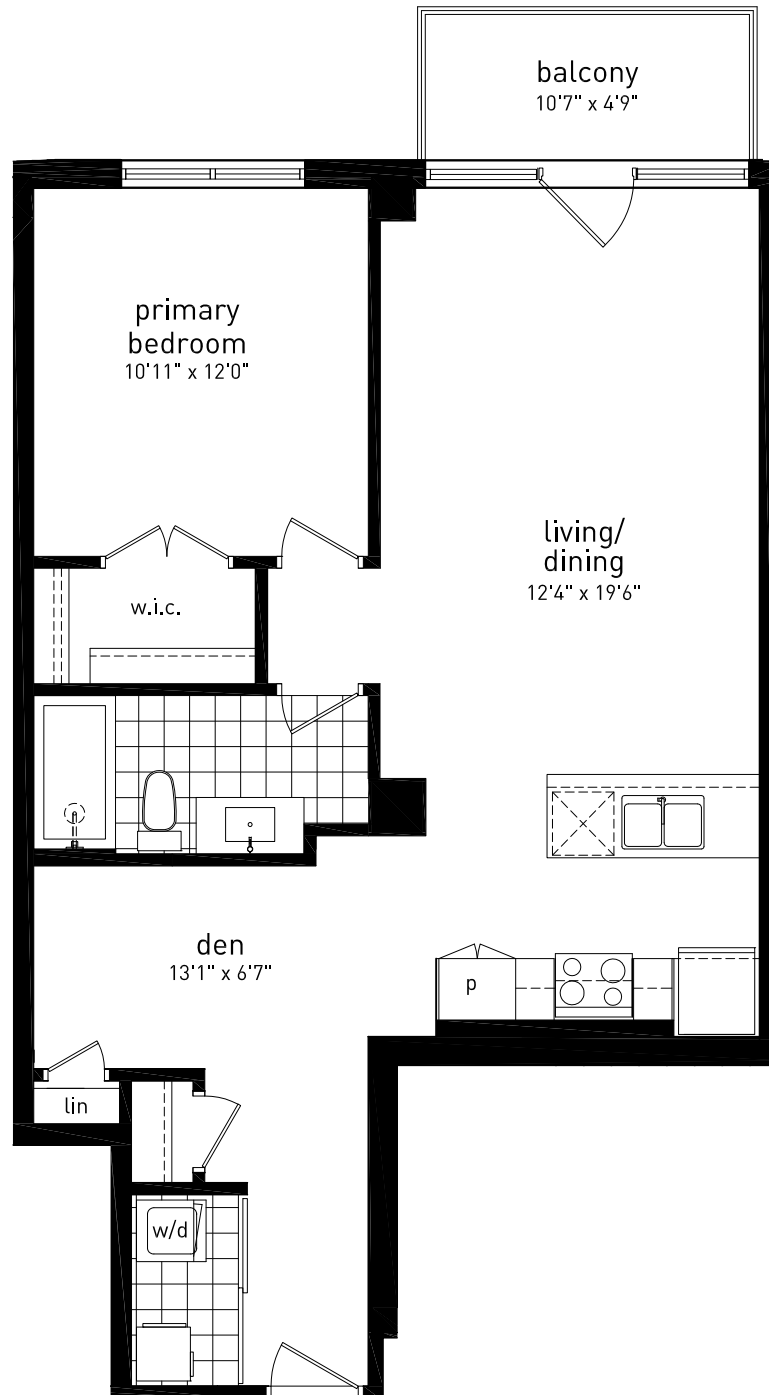 balcony
10'7" x 4'9"
primary
bedroom
10'11" x 12'0"
living/
dining
12'4" x 19'6"
w.i.c.
den
13'1" x 6'7"
p
lin
w/d